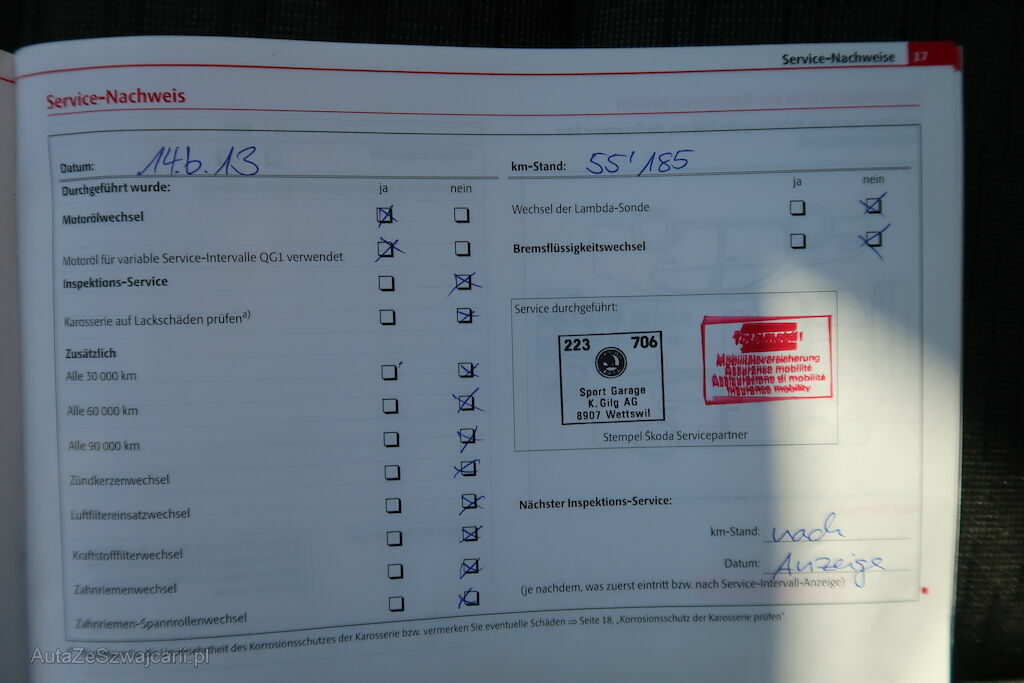 Service-Nachweise 17
Service-Nachweis
Datum: 14.6.13
km-Stand: 55'185
Durchgeführt wurde: ja nein
Motorölwechsel
Motoröl für variable Service-Intervalle QG1 verwendet
Inspektions-Service
Karosserie auf Lackschäden prüfen a)
Zusätzlich
Alle 30 000 km
Alle 60 000 km
Alle 90 000 km
Zündkerzenwechsel
Luftfiltereinsatzwechsel
Kraftstofffilterwechsel
Zahnriemenwechsel
Zahnriemen-Spannrollenwechsel
ja nein
Wechsel der Lambda-Sonde
Bremsflüssigkeitswechsel
Service durchgeführt:
223 706
Sport Garage
K. Gilg AG
8907 Wettswil
Mobilitätsversicherung
Assurance mobilité
Assicurazione di mobilità
Insurance mobility
Stempel Škoda Servicepartner
Nächster Inspektions-Service:
km-Stand: nach
Datum: Anzeige
(je nachdem, was zuerst eintritt bzw. nach Service-Intervall-Anzeige)
des Korrosionsschutzes der Karosserie bzw. vermerken Sie eventuelle Schäden ⇒ Seite 18, „Korrosionsschutz der Karosserie prüfen".
AutaZeSzwajcarii.pl